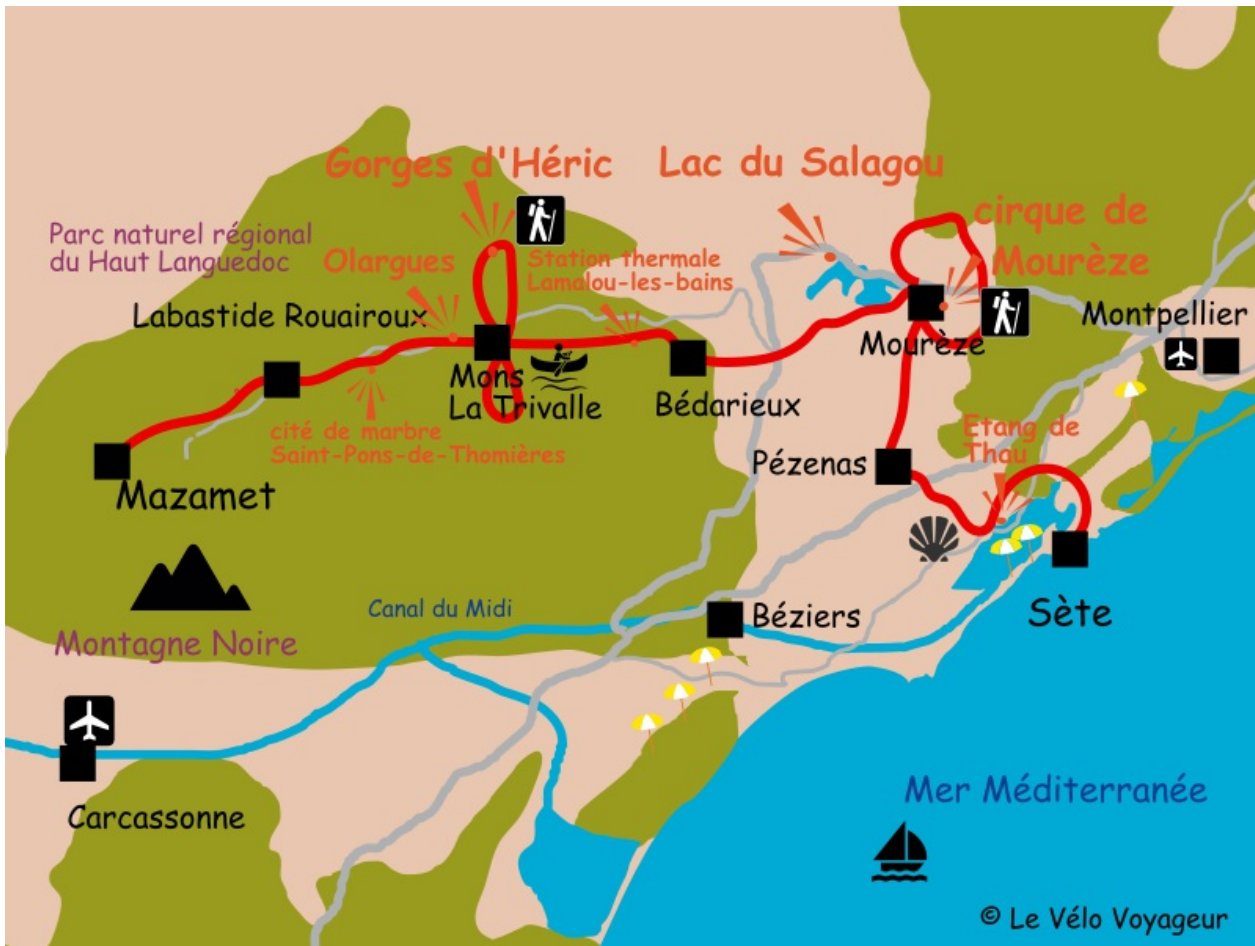 Gorges d'Héric
Lac du Salagou
cirque de
Mourèze
Parc naturel régional
du Haut Languedoc
Olargues
Station thermale
Lamalou-les-bains
Labastide Rouairoux
Montpellier
Mourèze
Mons
La Trivalle
Bédarieux
cité de marbre
Saint-Pons-de-Thomières
Etang de
Thau
Pézenas
Mazamet
Canal du Midi
Béziers
Sète
Montagne Noire
Carcassonne
Mer Méditerranée
© Le Vélo Voyageur